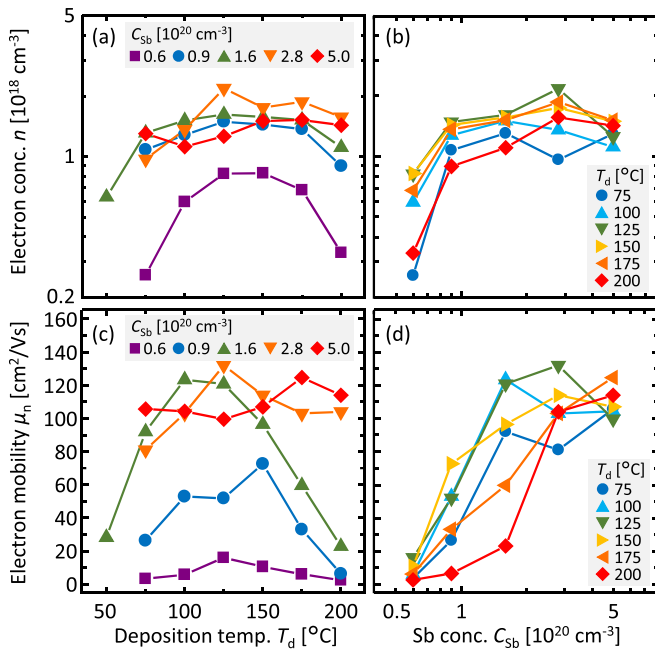 (a)
C_Sb [10^20 cm^-3]
0.6 0.9 1.6 2.8 5.0
5
1
0.2
Electron conc. n [10^18 cm^-3]
(b)
T_d [°C]
75
100
125
150
175
200
(c)
C_Sb [10^20 cm^-3]
0.6 0.9 1.6 2.8 5.0
160
140
120
100
80
60
40
20
0
Electron mobility μ_n [cm^2/Vs]
50 100 150 200
Deposition temp. T_d [°C]
(d)
T_d [°C]
75
100
125
150
175
200
0.5 1 5
Sb conc. C_Sb [10^20 cm^-3]